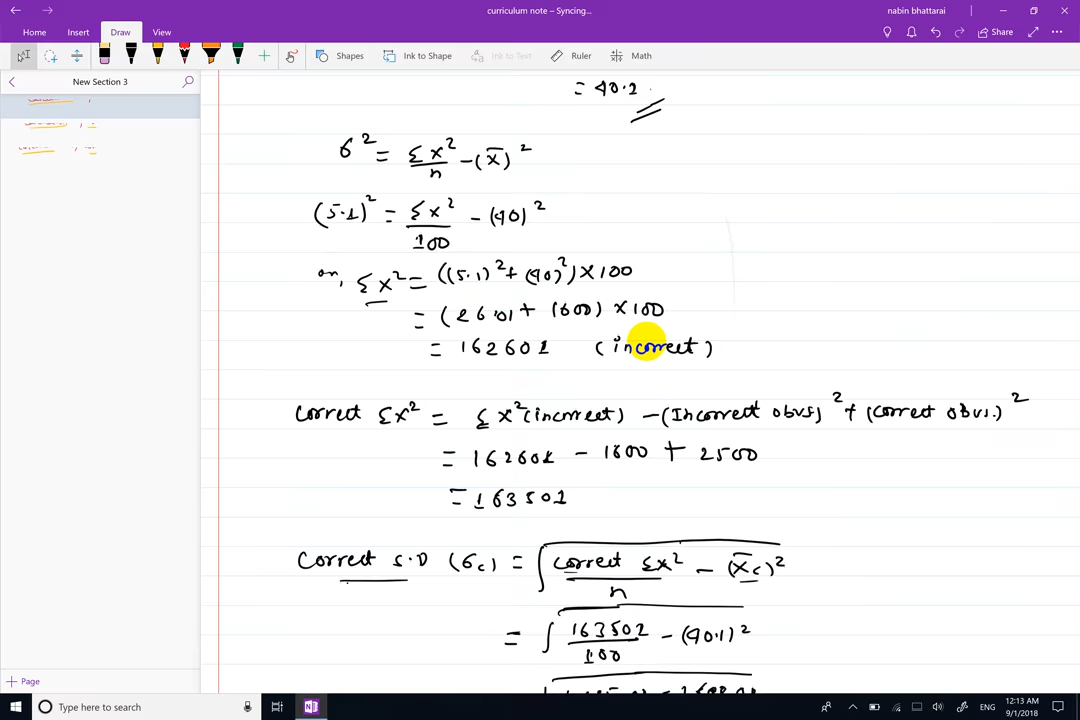 curriculum note – Syncing...
nabin bhattarai
Home Insert Draw View
Share
Shapes Ink to Shape Ink to Text Ruler Math
New Section 3
= 40.1
σ² = Σx²/n − (x̄)²
(5.1)² = Σx²/100 − (40)²
or, Σx² = ((5.1)² + (40)²) × 100
= (26.01 + 1600) × 100
= 162601 (incorrect)
Correct Σx² = Σx² (incorrect) − (Incorrect obvs)² + (Correct obvs.)²
= 162601 − 1600 + 2500
= 163501
Correct S.D (σc) = √(correct Σx²/n − (x̄c)²)
= √(163501/100 − (40.1)²)
+ Page
Type here to search
ENG
12:13 AM
9/1/2018